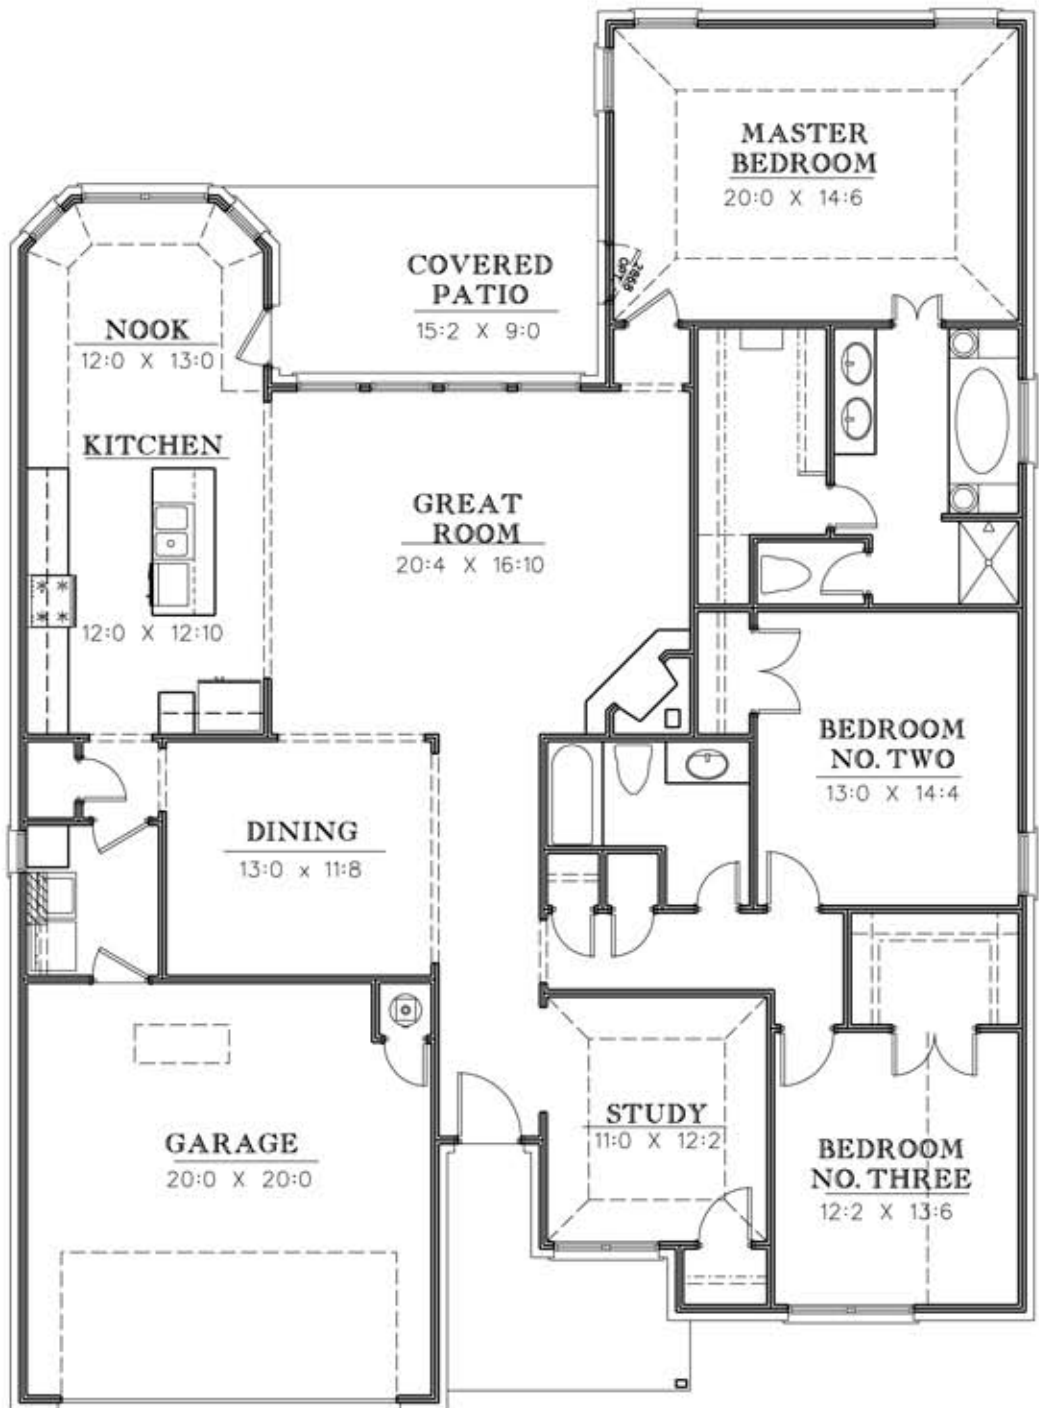 MASTER
BEDROOM
20:0 X 14:6
COVERED
PATIO
15:2 X 9:0
2868
OPT.
NOOK
12:0 X 13:0
KITCHEN
12:0 X 12:10
GREAT
ROOM
20:4 X 16:10
BEDROOM
NO. TWO
13:0 X 14:4
DINING
13:0 x 11:8
STUDY
11:0 X 12:2
GARAGE
20:0 X 20:0
BEDROOM
NO. THREE
12:2 X 13:6